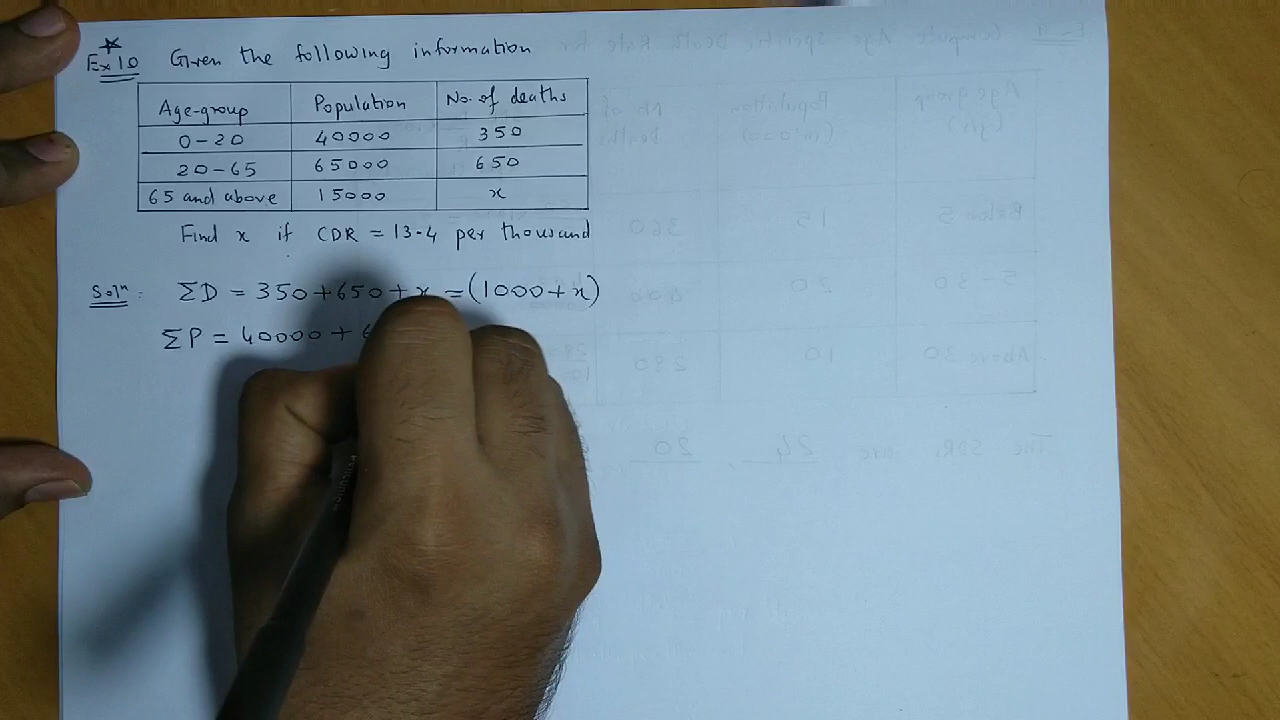 Ex 10 Given the following information
Age-group Population No. of deaths
0-20 40000 350
20-65 65000 650
65 and above 15000 x
Find x if CDR = 13.4 per thousand
Solⁿ: ΣD = 350+650+x = (1000+x)
ΣP = 40000 + 6